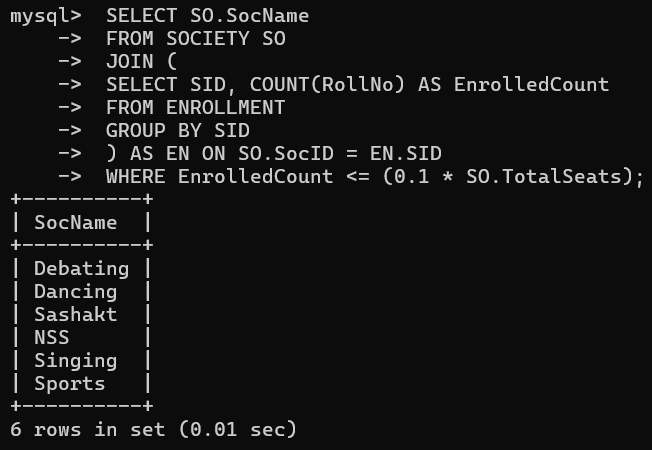 mysql>  SELECT SO.SocName
    ->  FROM SOCIETY SO
    ->  JOIN (
    ->  SELECT SID, COUNT(RollNo) AS EnrolledCount
    ->  FROM ENROLLMENT
    ->  GROUP BY SID
    ->  ) AS EN ON SO.SocID = EN.SID
    ->  WHERE EnrolledCount <= (0.1 * SO.TotalSeats);
+----------+
| SocName  |
+----------+
| Debating |
| Dancing  |
| Sashakt  |
| NSS      |
| Singing  |
| Sports   |
+----------+
6 rows in set (0.01 sec)